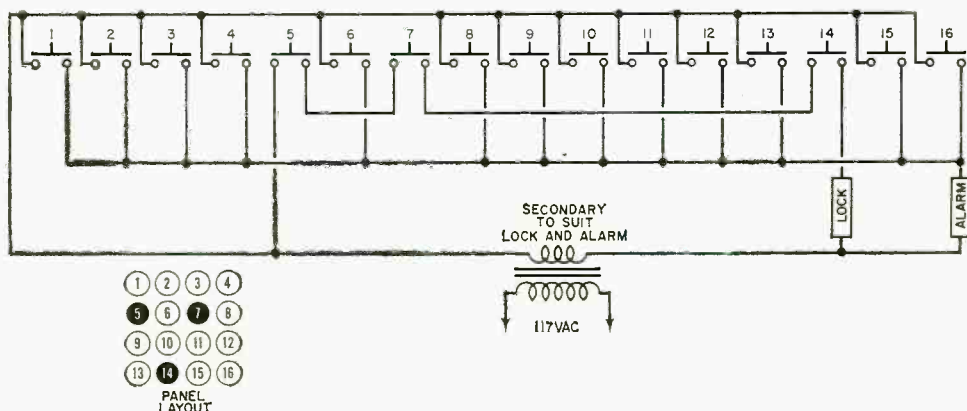 1 2 3 4 5 6 7 8 9 10 11 12 13 14 15 16
LOCK
ALARM
SECONDARY
TO SUIT
LOCK AND ALARM
117VAC
1 2 3 4
5 6 7 8
9 10 11 12
13 14 15 16
PANEL
LAYOUT